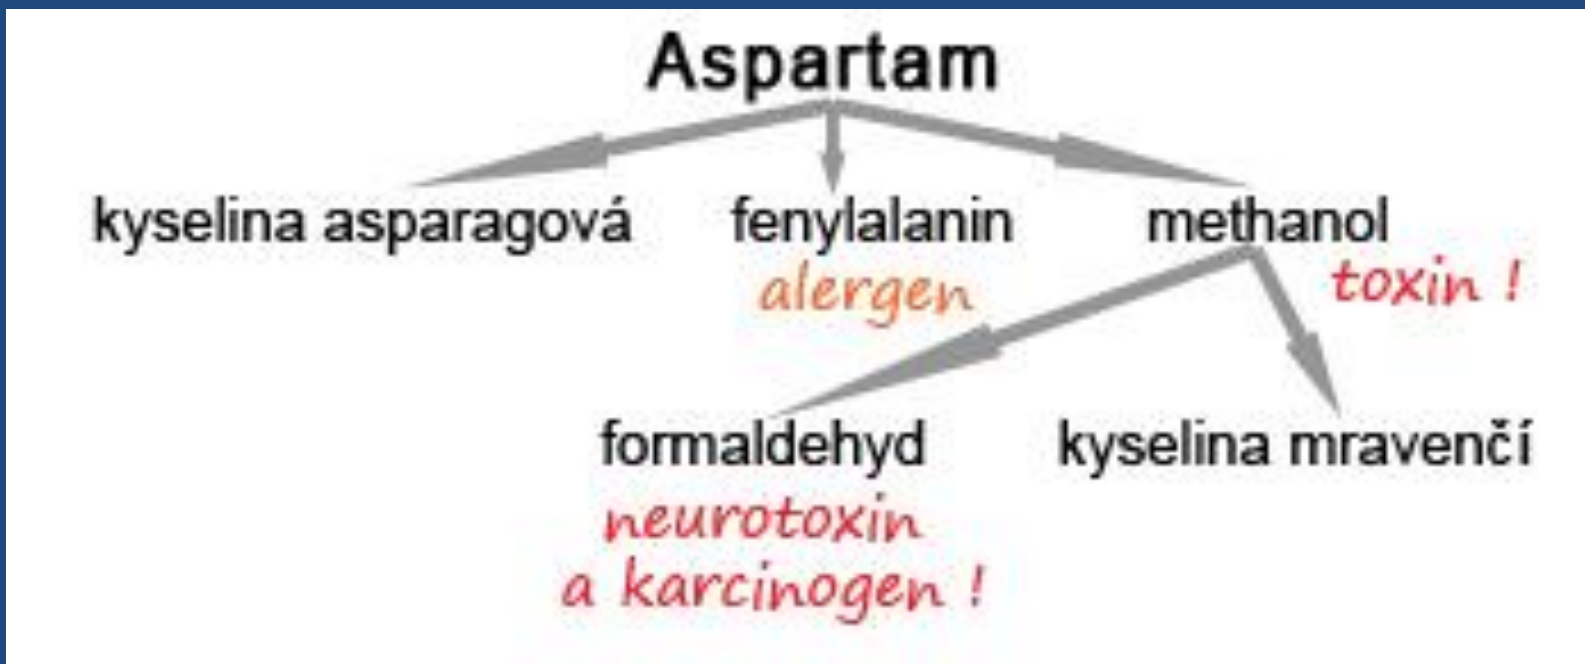 Aspartam
kyselina asparagová fenylalanin methanol
alergen toxin !
formaldehyd kyselina mravenčí
neurotoxin
a karcinogen !